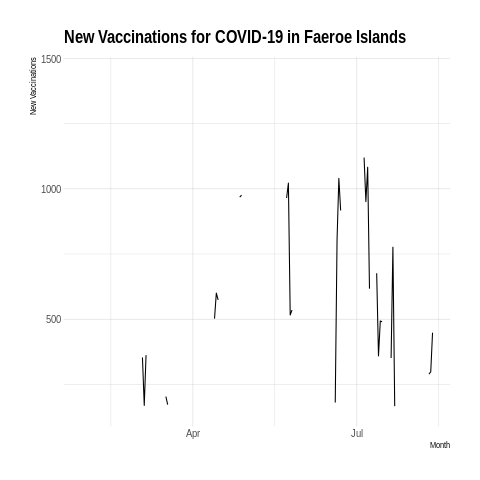 New Vaccinations for COVID-19 in Faeroe Islands
New Vaccinations
1500
1000
500
Apr
Jul
Month